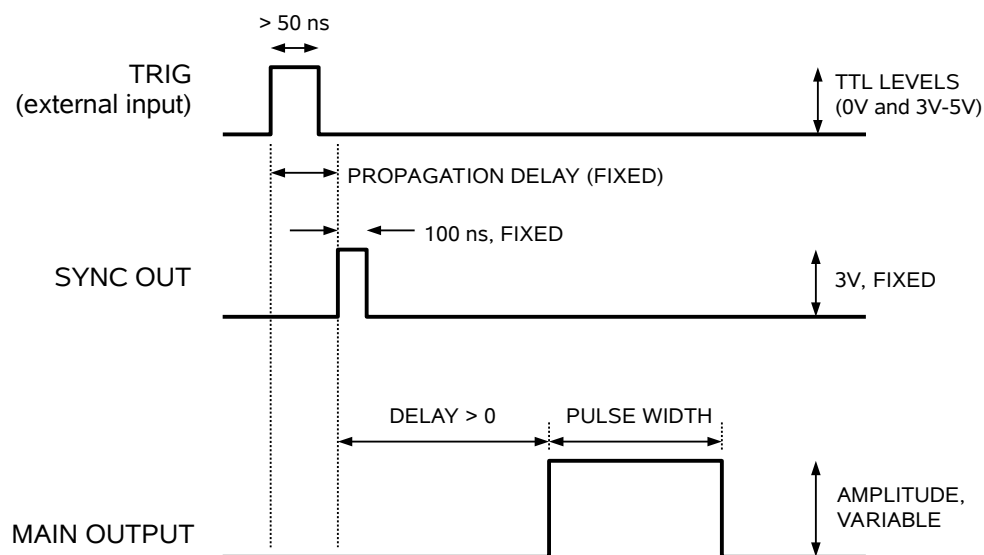 > 50 ns
TRIG
(external input)
TTL LEVELS
(0V and 3V-5V)
PROPAGATION DELAY (FIXED)
100 ns, FIXED
SYNC OUT
3V, FIXED
DELAY > 0
PULSE WIDTH
MAIN OUTPUT
AMPLITUDE,
VARIABLE